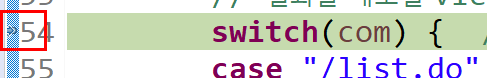 54 switch(com) { /
55 case "/list.do"